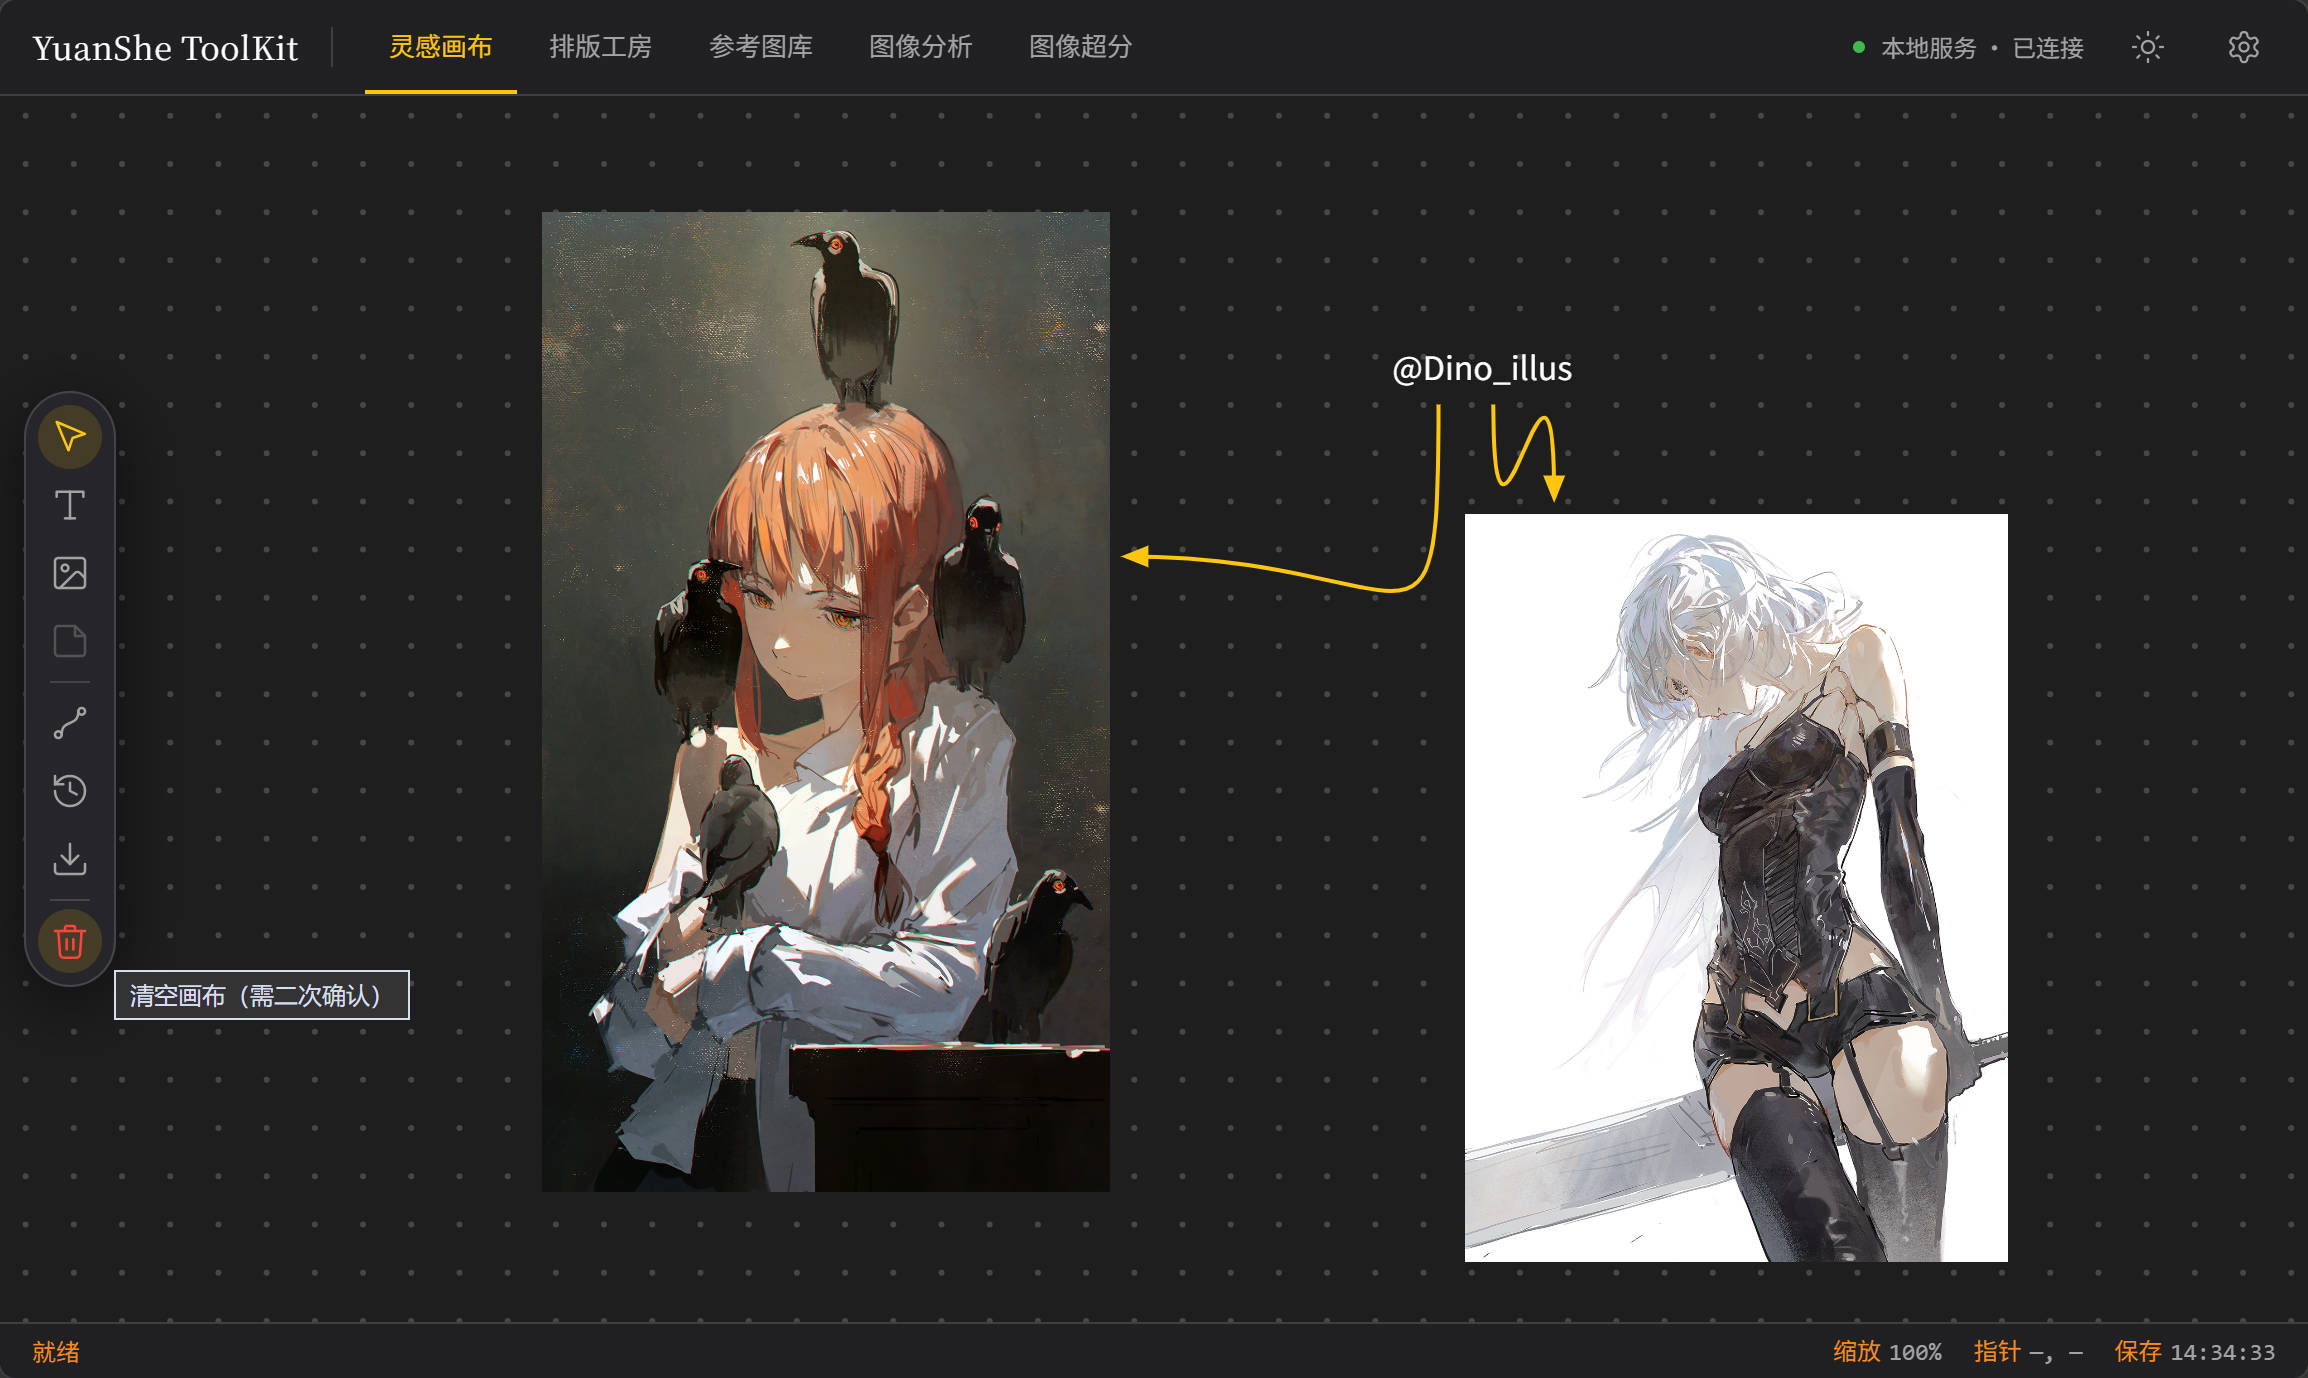 YuanShe ToolKit
灵感画布
排版工房
参考图库
图像分析
图像超分
本地服务 • 已连接
@Dino_illus
清空画布（需二次确认）
就绪
缩放 100%
指针 —, —
保存 14:34:33